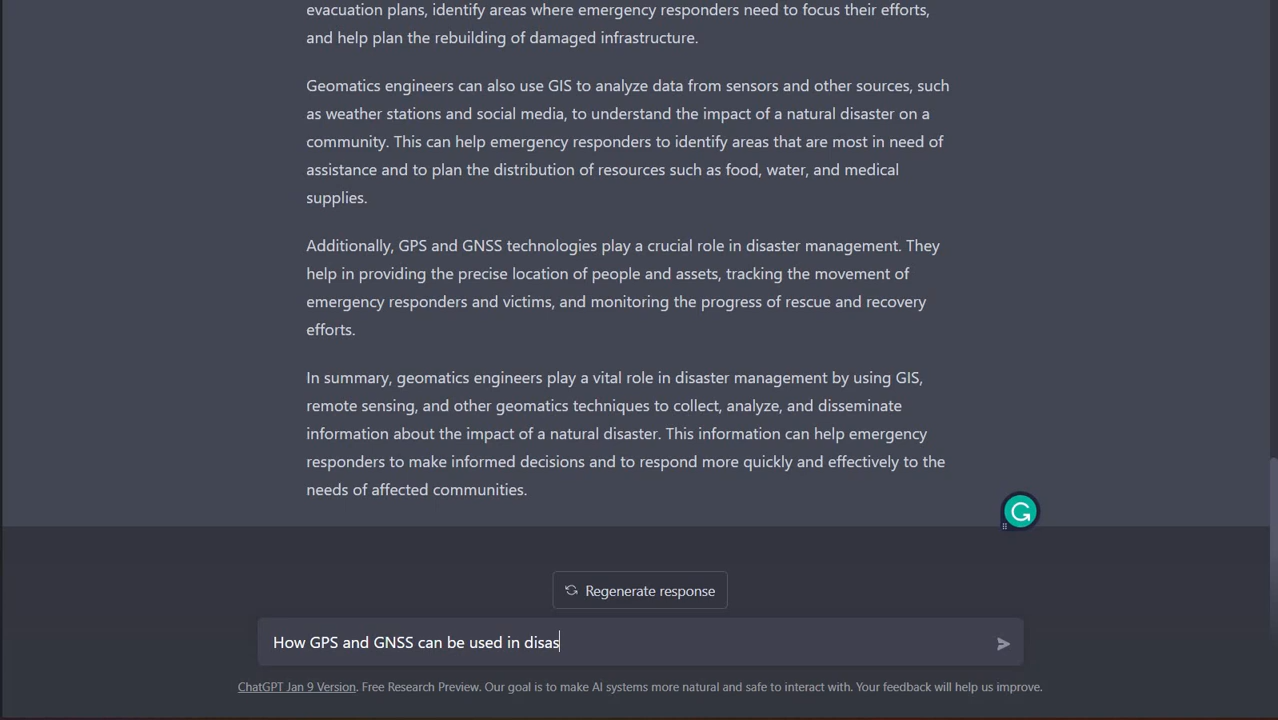 evacuation plans, identify areas where emergency responders need to focus their efforts,
and help plan the rebuilding of damaged infrastructure.
Geomatics engineers can also use GIS to analyze data from sensors and other sources, such
as weather stations and social media, to understand the impact of a natural disaster on a
community. This can help emergency responders to identify areas that are most in need of
assistance and to plan the distribution of resources such as food, water, and medical
supplies.
Additionally, GPS and GNSS technologies play a crucial role in disaster management. They
help in providing the precise location of people and assets, tracking the movement of
emergency responders and victims, and monitoring the progress of rescue and recovery
efforts.
In summary, geomatics engineers play a vital role in disaster management by using GIS,
remote sensing, and other geomatics techniques to collect, analyze, and disseminate
information about the impact of a natural disaster. This information can help emergency
responders to make informed decisions and to respond more quickly and effectively to the
needs of affected communities.
Regenerate response
How GPS and GNSS can be used in disas
ChatGPT Jan 9 Version. Free Research Preview. Our goal is to make AI systems more natural and safe to interact with. Your feedback will help us improve.